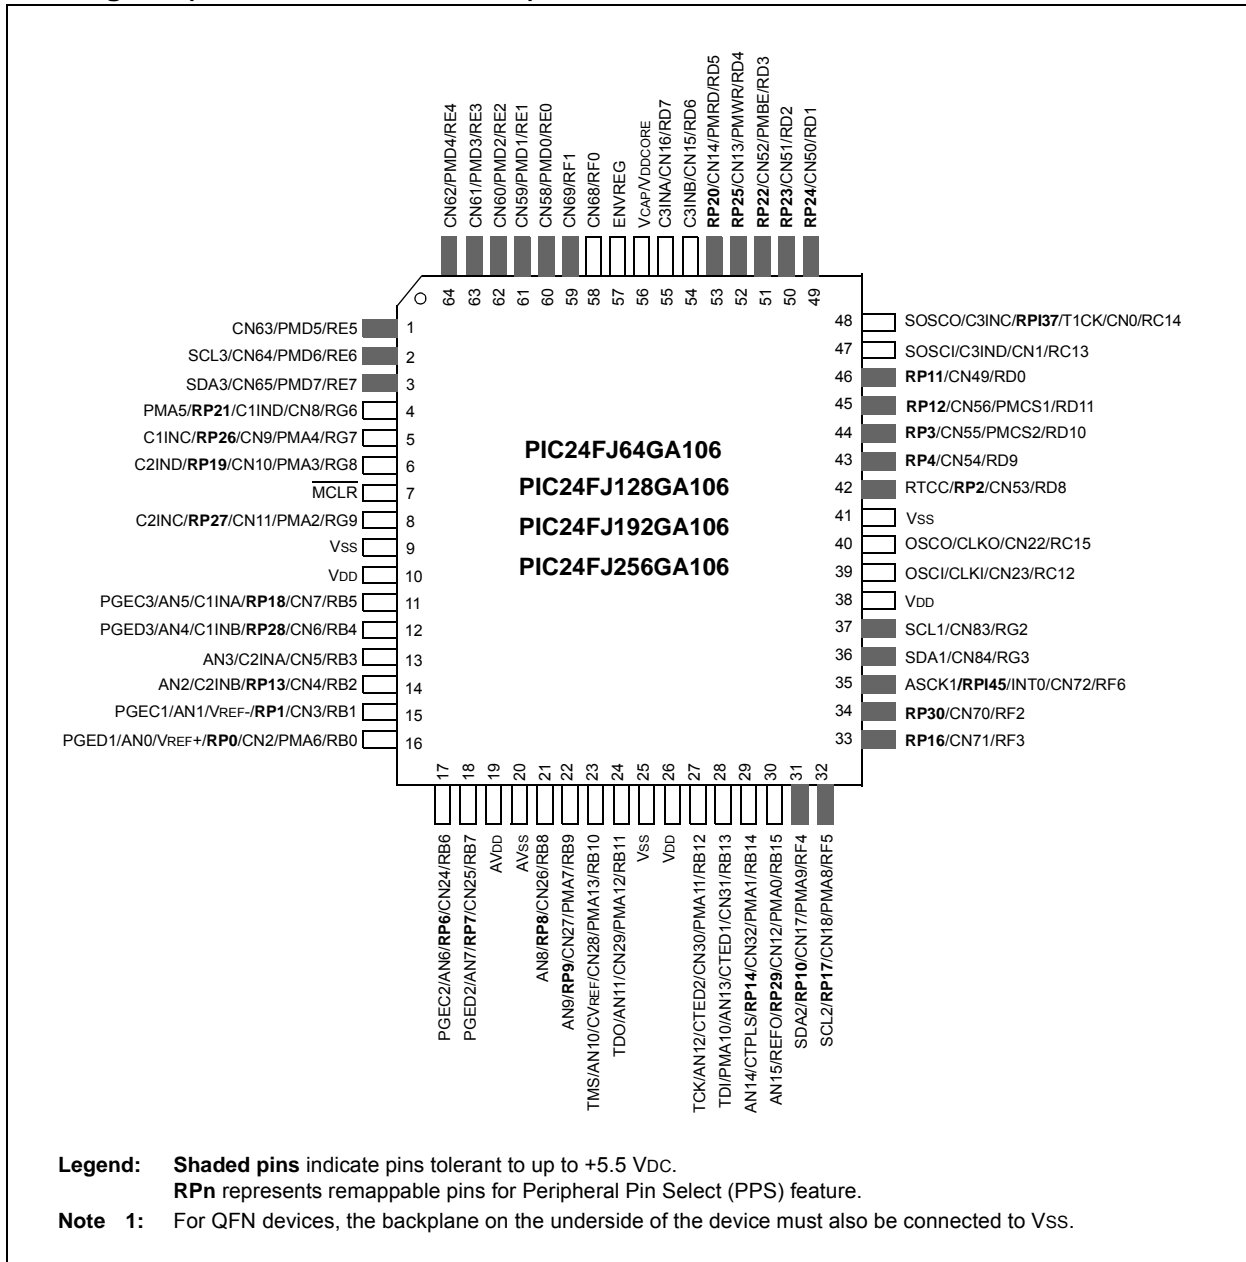 CN62/PMD4/RE4
CN61/PMD3/RE3
CN60/PMD2/RE2
CN59/PMD1/RE1
CN58/PMD0/RE0
CN69/RF1
CN68/RF0
ENVREG
VCAP/VDDCORE
C3INA/CN16/RD7
C3INB/CN15/RD6
RP20/CN14/PMRD/RD5
RP25/CN13/PMWR/RD4
RP22/CN52/PMBE/RD3
RP23/CN51/RD2
RP24/CN50/RD1
64
63
62
61
60
59
58
57
56
55
54
53
52
51
50
49
CN63/PMD5/RE5 1
SCL3/CN64/PMD6/RE6 2
SDA3/CN65/PMD7/RE7 3
PMA5/RP21/C1IND/CN8/RG6 4
C1INC/RP26/CN9/PMA4/RG7 5
C2IND/RP19/CN10/PMA3/RG8 6
MCLR 7
C2INC/RP27/CN11/PMA2/RG9 8
VSS 9
VDD 10
PGEC3/AN5/C1INA/RP18/CN7/RB5 11
PGED3/AN4/C1INB/RP28/CN6/RB4 12
AN3/C2INA/CN5/RB3 13
AN2/C2INB/RP13/CN4/RB2 14
PGEC1/AN1/VREF-/RP1/CN3/RB1 15
PGED1/AN0/VREF+/RP0/CN2/PMA6/RB0 16
PIC24FJ64GA106
PIC24FJ128GA106
PIC24FJ192GA106
PIC24FJ256GA106
48 SOSCO/C3INC/RPI37/T1CK/CN0/RC14
47 SOSCI/C3IND/CN1/RC13
46 RP11/CN49/RD0
45 RP12/CN56/PMCS1/RD11
44 RP3/CN55/PMCS2/RD10
43 RP4/CN54/RD9
42 RTCC/RP2/CN53/RD8
41 VSS
40 OSCO/CLKO/CN22/RC15
39 OSCI/CLKI/CN23/RC12
38 VDD
37 SCL1/CN83/RG2
36 SDA1/CN84/RG3
35 ASCK1/RPI45/INT0/CN72/RF6
34 RP30/CN70/RF2
33 RP16/CN71/RF3
17
18
19
20
21
22
23
24
25
26
27
28
29
30
31
32
PGEC2/AN6/RP6/CN24/RB6
PGED2/AN7/RP7/CN25/RB7
AVDD
AVSS
AN8/RP8/CN26/RB8
AN9/RP9/CN27/PMA7/RB9
TMS/AN10/CVREF/CN28/PMA13/RB10
TDO/AN11/CN29/PMA12/RB11
VSS
VDD
TCK/AN12/CTED2/CN30/PMA11/RB12
TDI/PMA10/AN13/CTED1/CN31/RB13
AN14/CTPLS/RP14/CN32/PMA1/RB14
AN15/REFO/RP29/CN12/PMA0/RB15
SDA2/RP10/CN17/PMA9/RF4
SCL2/RP17/CN18/PMA8/RF5
Legend: Shaded pins indicate pins tolerant to up to +5.5 VDC.
RPn represents remappable pins for Peripheral Pin Select (PPS) feature.
Note 1: For QFN devices, the backplane on the underside of the device must also be connected to VSS.